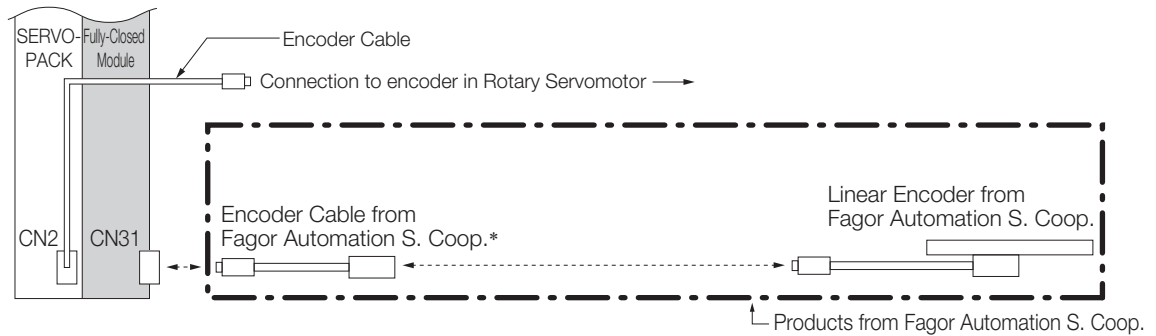 SERVO-
PACK
Fully-Closed
Module
Encoder Cable
Connection to encoder in Rotary Servomotor
Linear Encoder from
Fagor Automation S. Coop.
Encoder Cable from
Fagor Automation S. Coop.*
CN2
CN31
Products from Fagor Automation S. Coop.